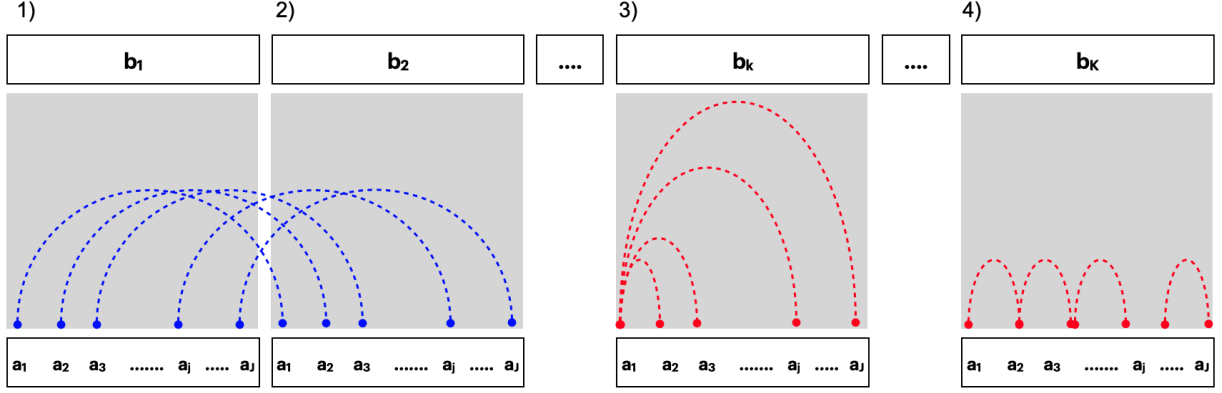 1) 2) 3) 4)
b₁ b₂ .... bₖ .... b_K
a₁ a₂ a₃ ....... aⱼ ..... a_J a₁ a₂ a₃ ....... aⱼ ..... a_J a₁ a₂ a₃ ....... aⱼ ..... a_J a₁ a₂ a₃ ....... aⱼ ..... a_J